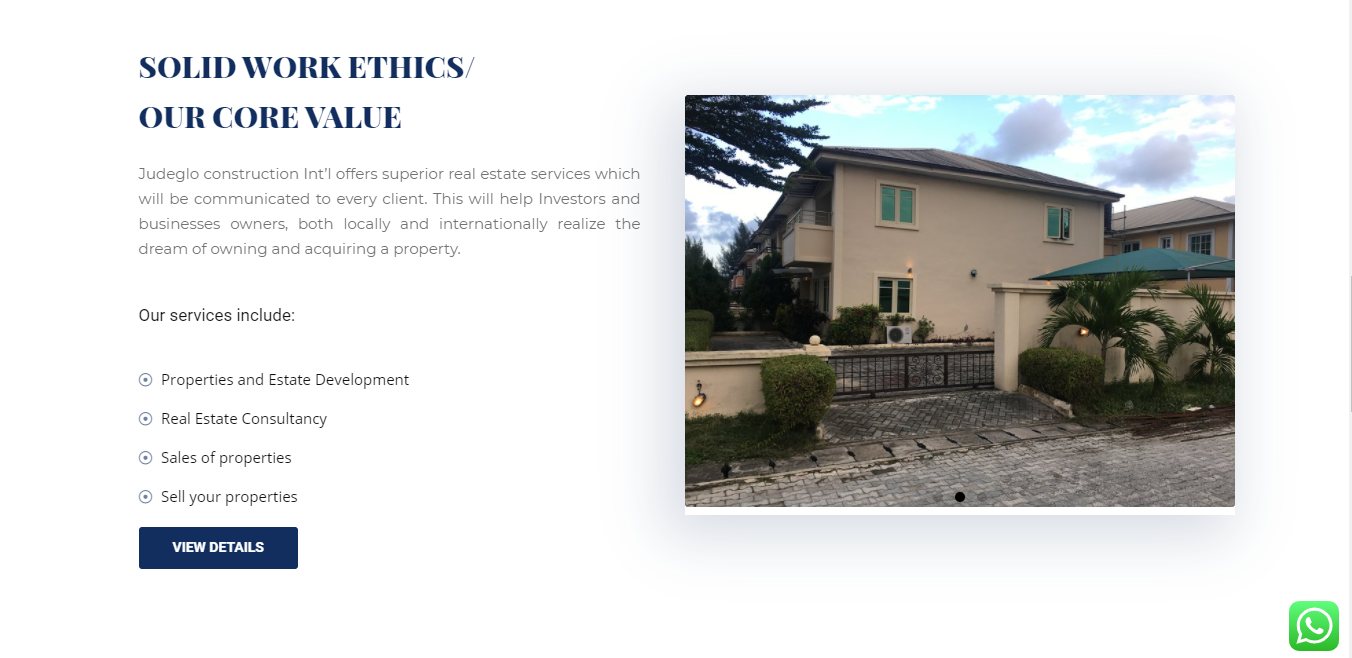 SOLID WORK ETHICS/
OUR CORE VALUE
Judeglo construction Int’l offers superior real estate services which
will be communicated to every client. This will help Investors and
businesses owners, both locally and internationally realize the
dream of owning and acquiring a property.
Our services include:
Properties and Estate Development
Real Estate Consultancy
Sales of properties
Sell your properties
VIEW DETAILS